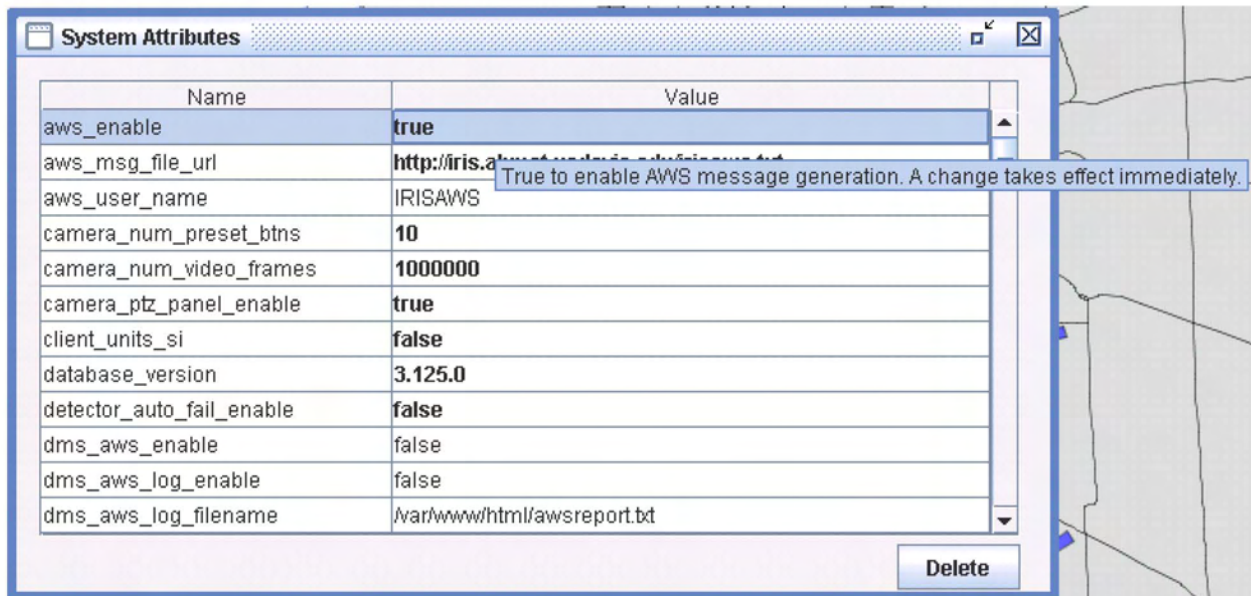 System Attributes
Name Value
aws_enable true
aws_msg_file_url http://iris.a
True to enable AWS message generation. A change takes effect immediately.
aws_user_name IRISAWS
camera_num_preset_btns 10
camera_num_video_frames 1000000
camera_ptz_panel_enable true
client_units_si false
database_version 3.125.0
detector_auto_fail_enable false
dms_aws_enable false
dms_aws_log_enable false
dms_aws_log_filename /var/www/html/awsreport.txt
Delete